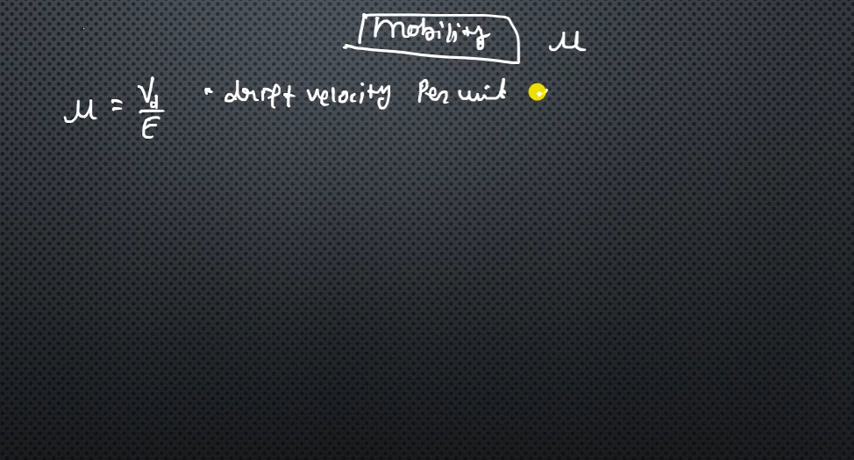 Mobility μ
μ = Vd/E • drift velocity Per unit